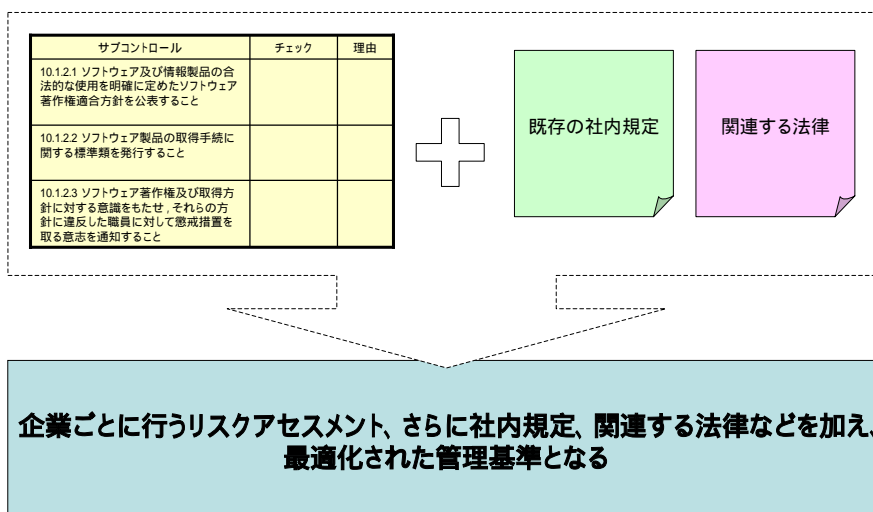 サブコントロール チェック 理由
10.1.2.1 ソフトウェア及び情報製品の合
法的な使用を明確に定めたソフトウェア
著作権適合方針を公表すること
10.1.2.2 ソフトウェア製品の取得手続に
関する標準類を発行すること
10.1.2.3 ソフトウェア著作権及び取得方
針に対する意識をもたせ,それらの方
針に違反した職員に対して懲戒措置を
取る意志を通知すること
既存の社内規定
関連する法律
企業ごとに行うリスクアセスメント、さらに社内規定、関連する法律などを加え、
最適化された管理基準となる